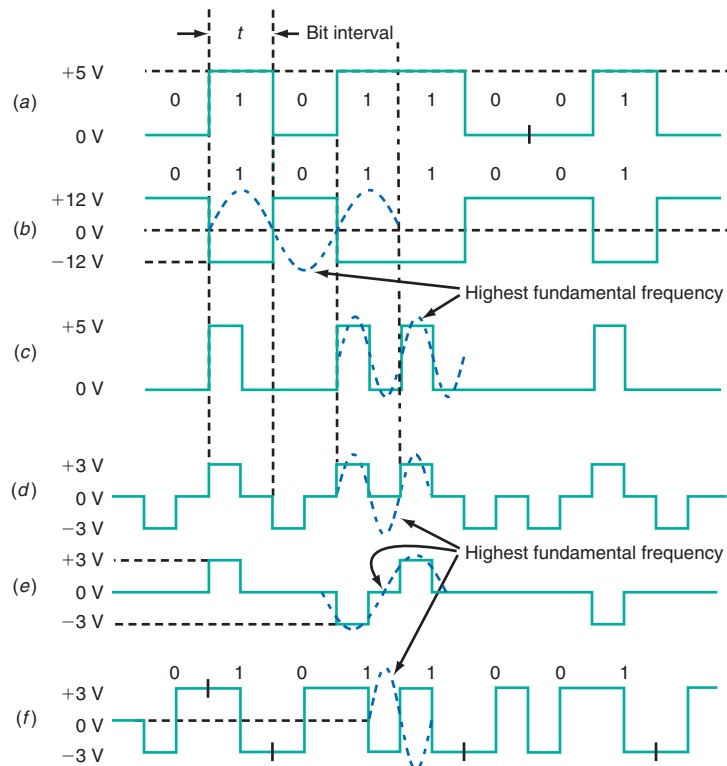 t Bit interval
+5 V
(a) 0 1 0 1 1 0 0 1
0 V
0 1 0 1 1 0 0 1
+12 V
(b) 0 V
−12 V
Highest fundamental frequency
+5 V
(c)
0 V
+3 V
(d) 0 V
−3 V
Highest fundamental frequency
+3 V
(e) 0 V
−3 V
0 1 0 1 1 0 0 1
+3 V
(f) 0 V
−3 V